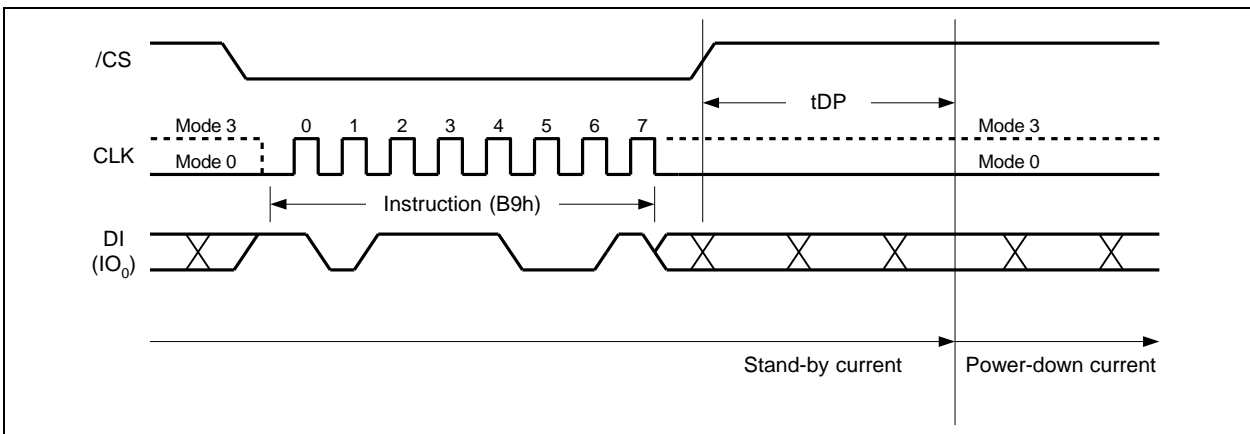 /CS
tDP
Mode 3
0 1 2 3 4 5 6 7
Mode 3
CLK
Mode 0
Mode 0
Instruction (B9h)
DI
(IO₀)
Stand-by current
Power-down current